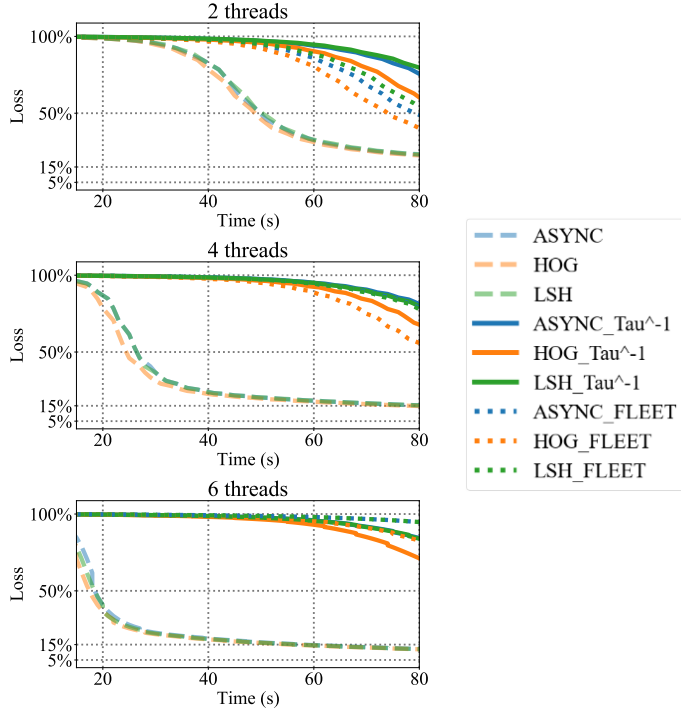 2 threads
100%
50%
15%
5%
Loss
20 40 60 80
Time (s)
4 threads
100%
50%
15%
5%
Loss
20 40 60 80
Time (s)
6 threads
100%
50%
15%
5%
Loss
20 40 60 80
Time (s)
ASYNC
HOG
LSH
ASYNC_Tau^-1
HOG_Tau^-1
LSH_Tau^-1
ASYNC_FLEET
HOG_FLEET
LSH_FLEET